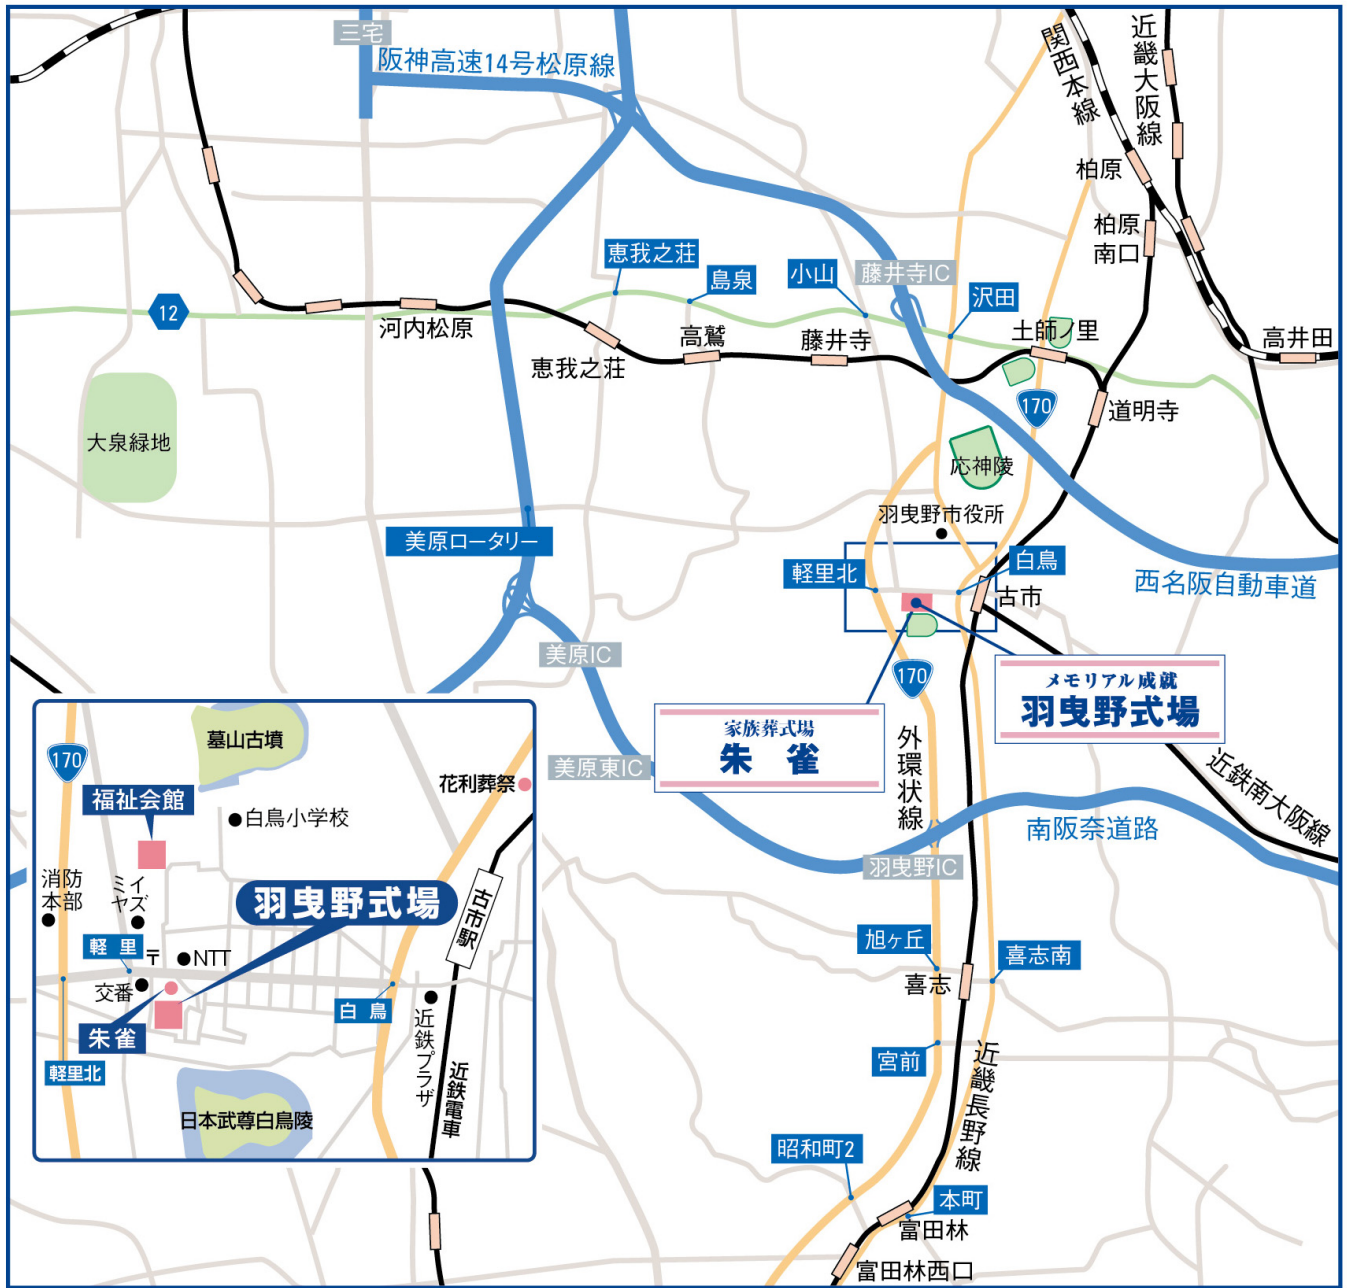 三宅
阪神高速14号松原線
関西本線
近畿大阪線
柏原
柏原
南口
恵我之荘
島泉
小山
藤井寺IC
沢田
12
河内松原
恵我之荘
高鷲
藤井寺
土師ノ里
高井田
170
道明寺
大泉緑地
応神陵
羽曳野市役所
美原ロータリー
軽里北
白鳥
古市
西名阪自動車道
美原IC
170
メモリアル成就
羽曳野式場
家族葬式場
朱雀
外環状線
美原東IC
近鉄南大阪線
南阪奈道路
羽曳野IC
旭ヶ丘
喜志
喜志南
宮前
近畿長野線
昭和町2
本町
富田林
富田林西口
170
墓山古墳
花利葬祭
福祉会館
白鳥小学校
消防
本部
ミイ
ヤズ
羽曳野式場
古市駅
軽里
〒
NTT
交番
朱雀
白鳥
近鉄プラザ
軽里北
近鉄電車
日本武尊白鳥陵